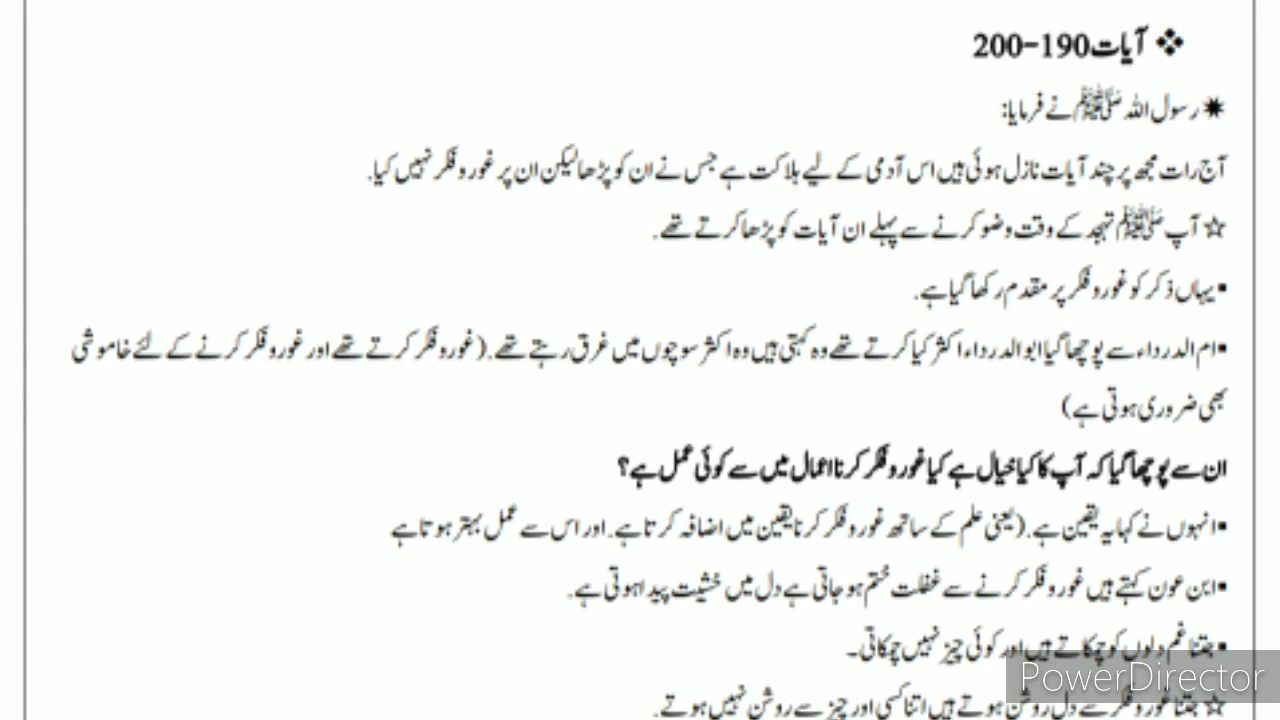 ❖ آیات 190-200
✷ رسول اللہ ﷺ نے فرمایا:
آج رات مجھ پر چند آیات نازل ہوئی ہیں اس آدمی کے لیے ہلاکت ہے جس نے ان کو پڑھا لیکن ان پر غور و فکر نہیں کیا.
☆ آپ ﷺ تہجد کے وقت وضو کرنے سے پہلے ان آیات کو پڑھا کرتے تھے.
▪یہاں ذکر کو غور و فکر پر مقدم رکھا گیا ہے.
▪ام الدرداء سے پوچھا گیا ابو الدرداء اکثر کیا کرتے تھے وہ کہتی ہیں وہ اکثر سوچوں میں غرق رہتے تھے.(غور و فکر کرتے تھے اور غور و فکر کرنے کے لئے خاموشی
بھی ضروری ہوتی ہے)
ان سے پوچھا گیا کہ آپ کا کیا خیال ہے کیا غور و فکر کرنا اعمال میں سے کوئی عمل ہے؟
▪انہوں نے کہا یہ یقین ہے.(یعنی علم کے ساتھ غور و فکر کرنا یقین میں اضافہ کرتا ہے.اور اس سے عمل بہتر ہوتا ہے
▪ابن عون کہتے ہیں غور و فکر کرنے سے غفلت ختم ہو جاتی ہے دل میں خشیت پیدا ہوتی ہے.
▪جتنا غم دلوں کو چمکاتے ہیں اور کوئی چیز نہیں چمکاتی۔
☆ جتنا غور و فکر سے دل روشن ہوتے ہیں اتنا کسی اور چیز سے روشن نہیں ہوتے.
PowerDirector